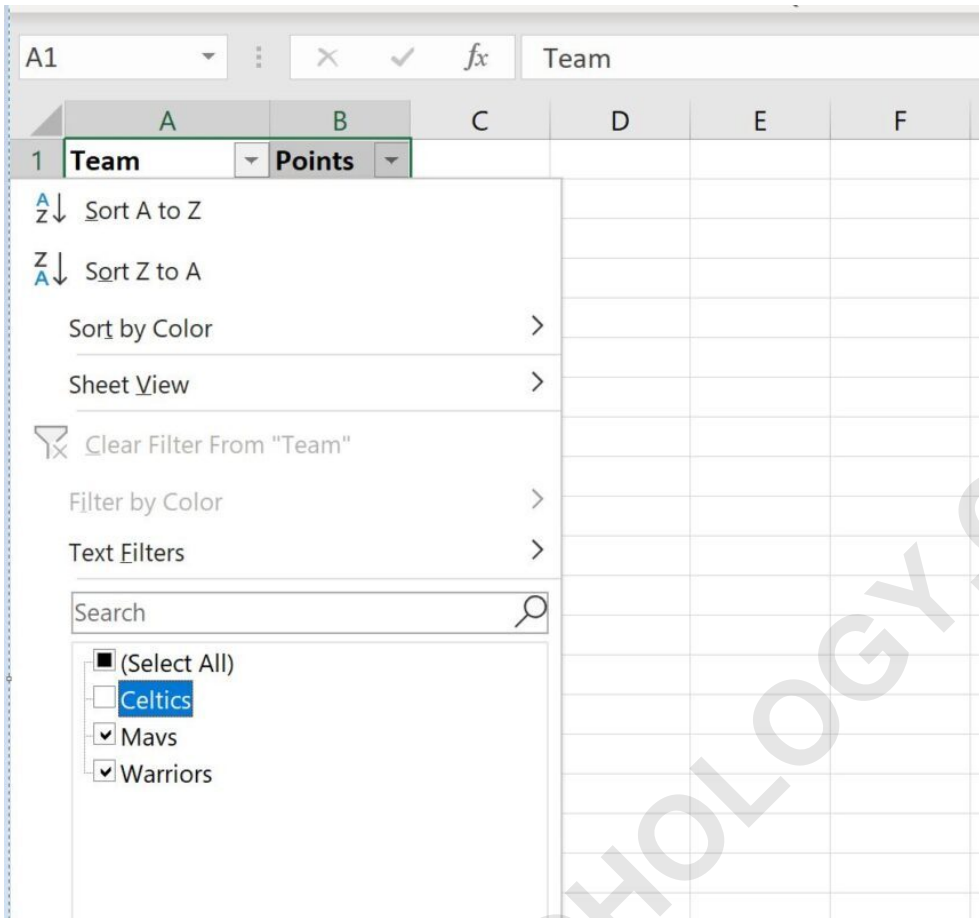 A1 fx Team
A B C D E F
1 Team Points
Sort A to Z
Sort Z to A
Sort by Color
Sheet View
Clear Filter From "Team"
Filter by Color
Text Filters
Search
(Select All)
Celtics
Mavs
Warriors
HOLOGY.